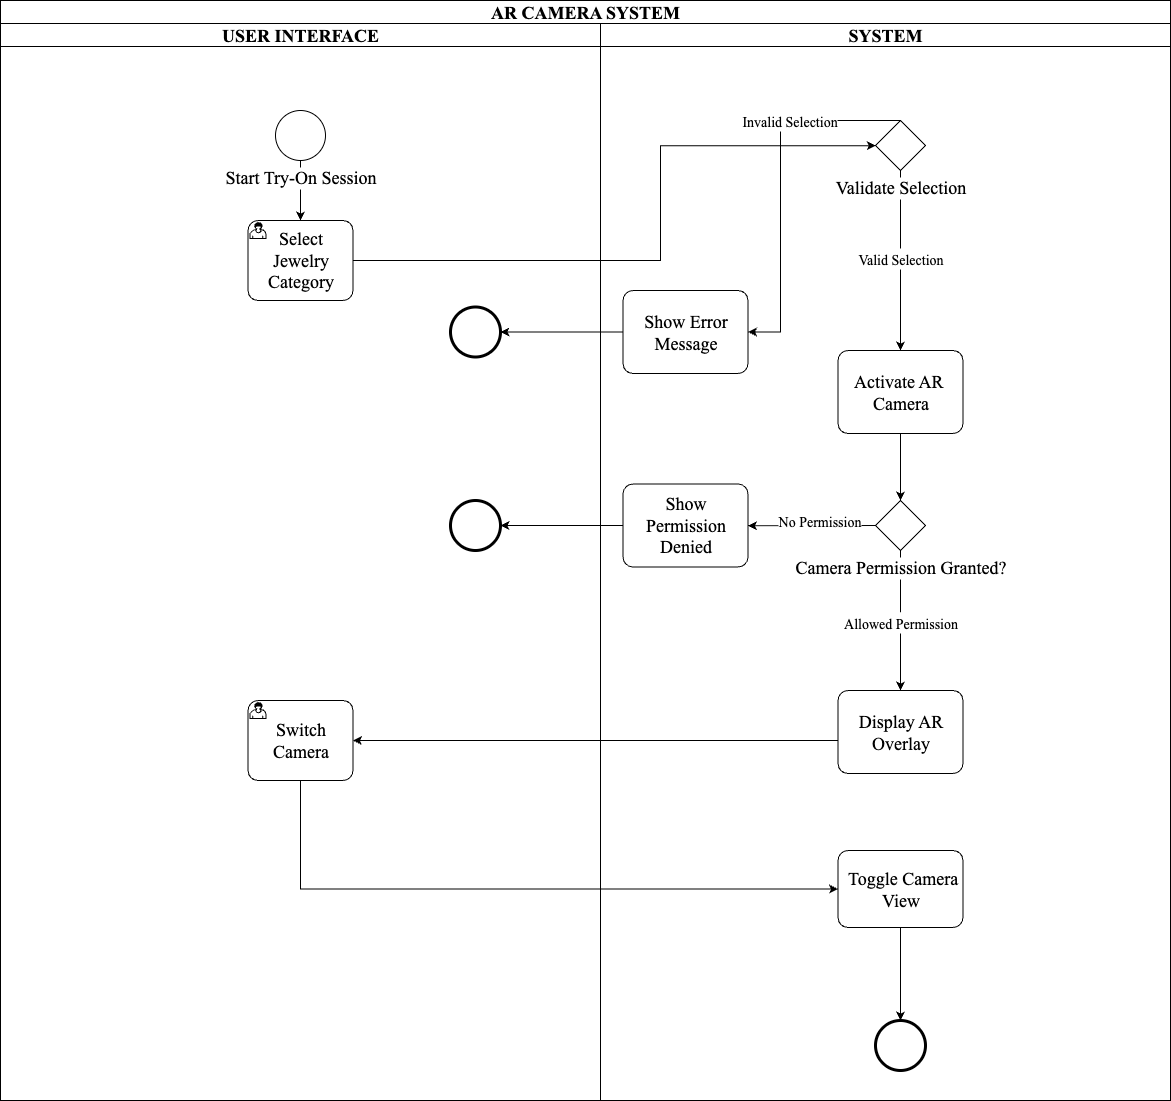 AR CAMERA SYSTEM
USER INTERFACE
SYSTEM
Start Try-On Session
Select
Jewelry
Category
Invalid Selection
Validate Selection
Valid Selection
Show Error
Message
Activate AR
Camera
Show
Permission
Denied
No Permission
Camera Permission Granted?
Allowed Permission
Switch
Camera
Display AR
Overlay
Toggle Camera
View